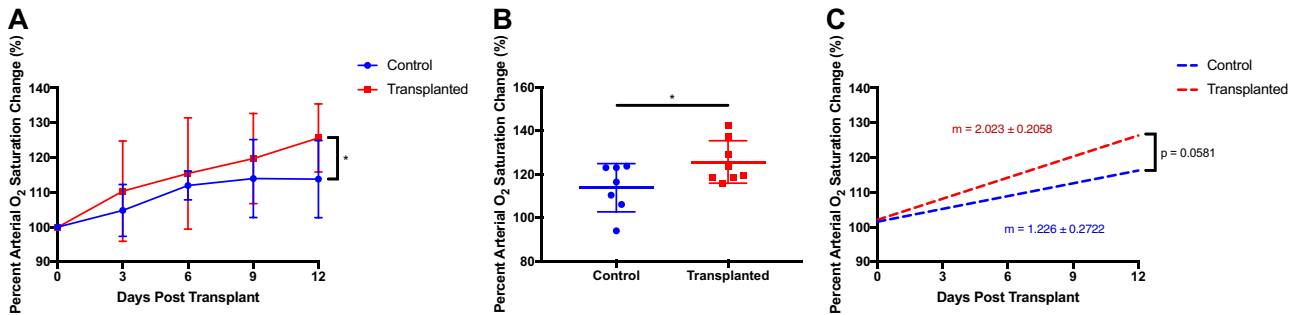 A
Percent Arterial O₂ Saturation Change (%)
140
130
120
110
100
90
0
3
6
9
12
Days Post Transplant
Control
Transplanted
*
B
Percent Arterial O₂ Saturation Change (%)
160
140
120
100
80
Control
Transplanted
*
C
Percent Arterial O₂ Saturation Change (%)
140
130
120
110
100
90
0
3
6
9
12
Days Post Transplant
Control
Transplanted
m = 2.023 ± 0.2058
p = 0.0581
m = 1.226 ± 0.2722